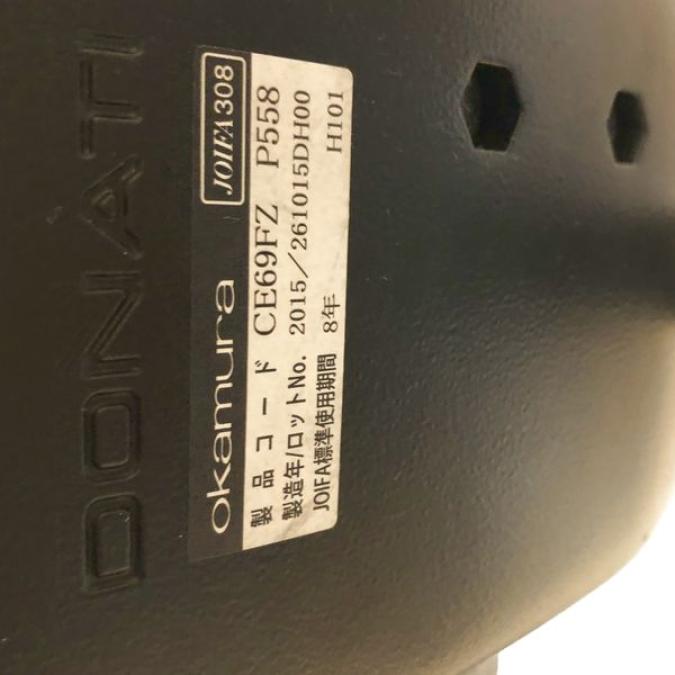 DONATI
okamura JOIFA308
製品コード CE69FZ P558
製造年/ロットNo. 2015/261015DH00
JOIFA標準使用期間 8年 H101